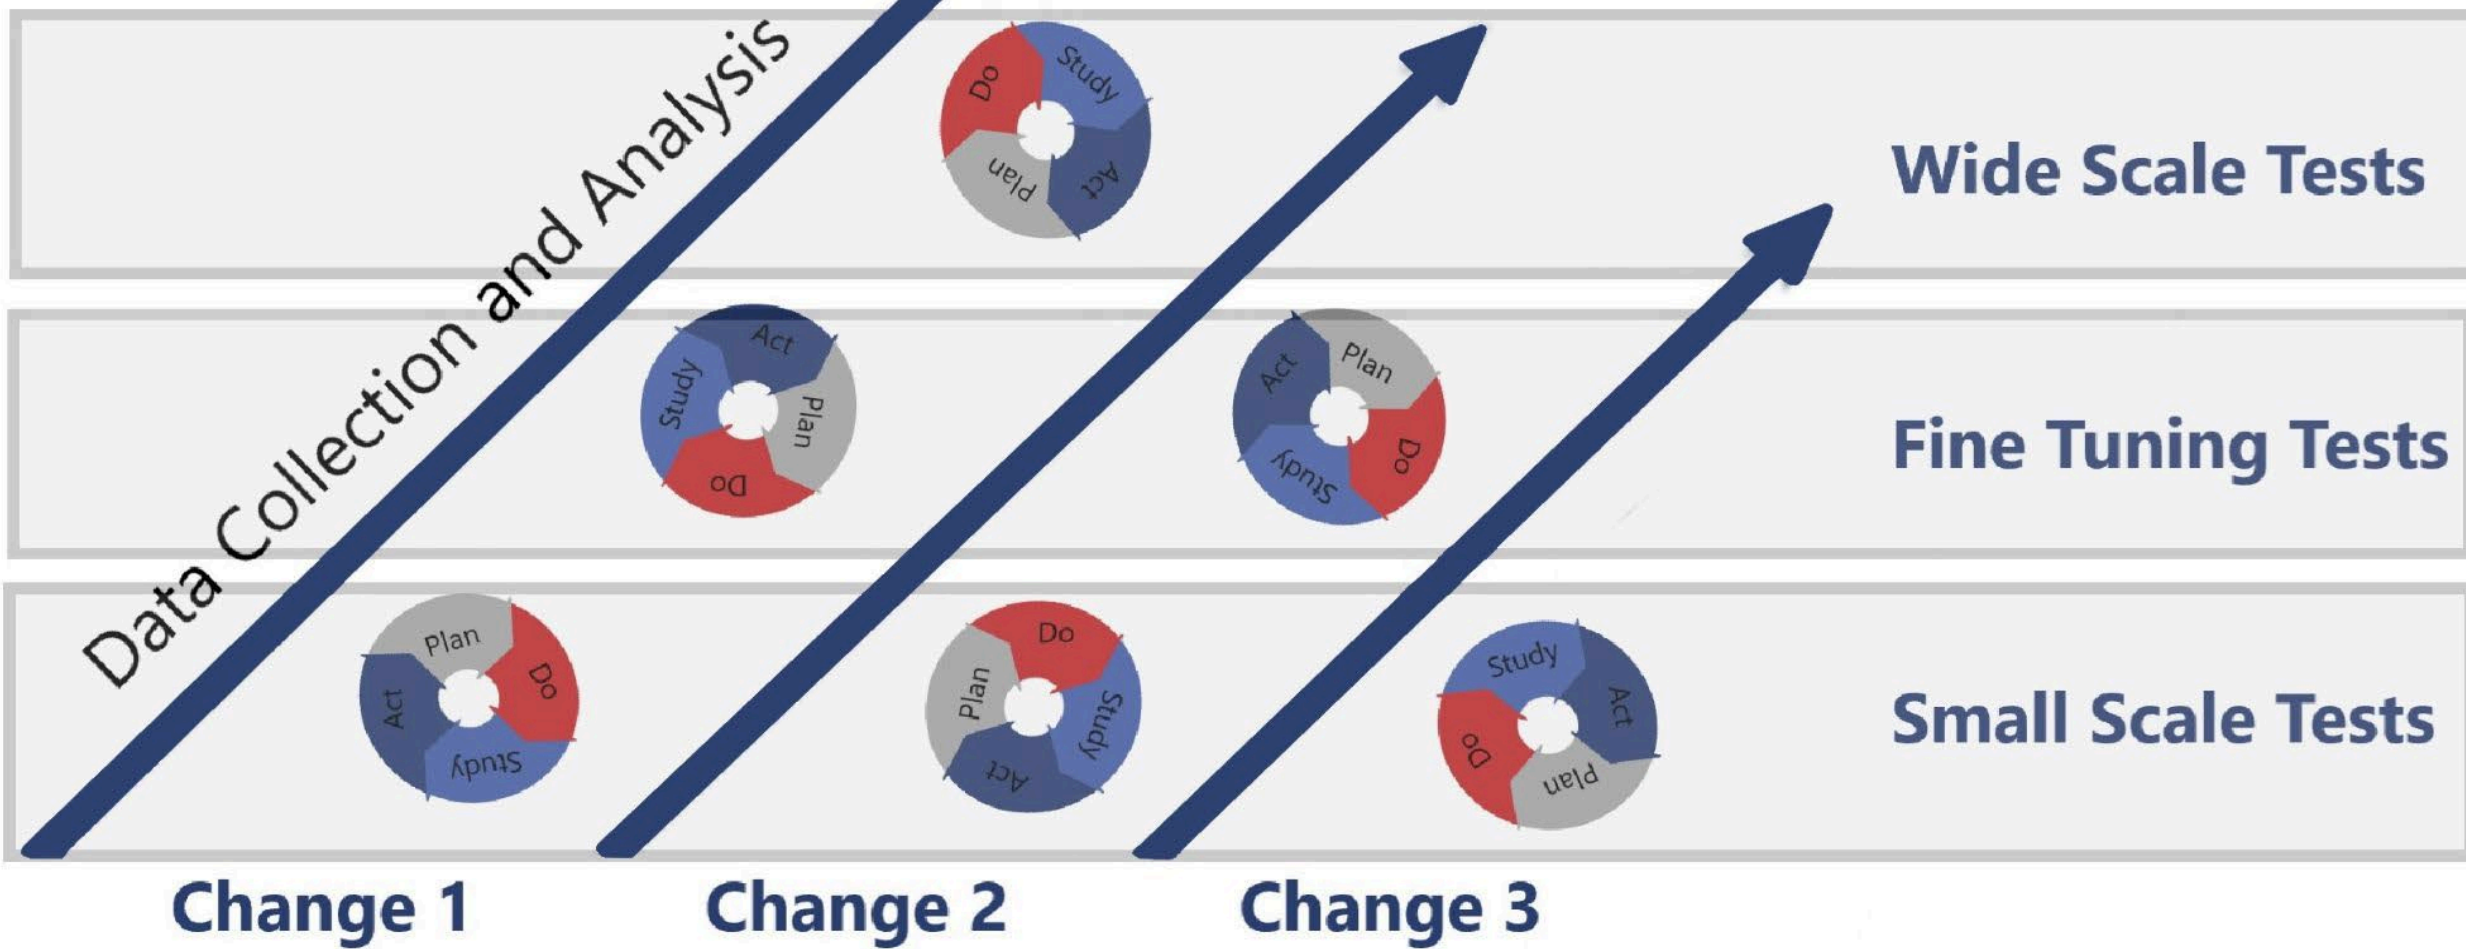 Data Collection and Analysis
Do
Study
Act
Plan
Wide Scale Tests
Act
Plan
Do
Study
Plan
Do
Study
Act
Fine Tuning Tests
Plan
Do
Study
Act
Do
Study
Act
Plan
Study
Act
Plan
Do
Small Scale Tests
Change 1
Change 2
Change 3